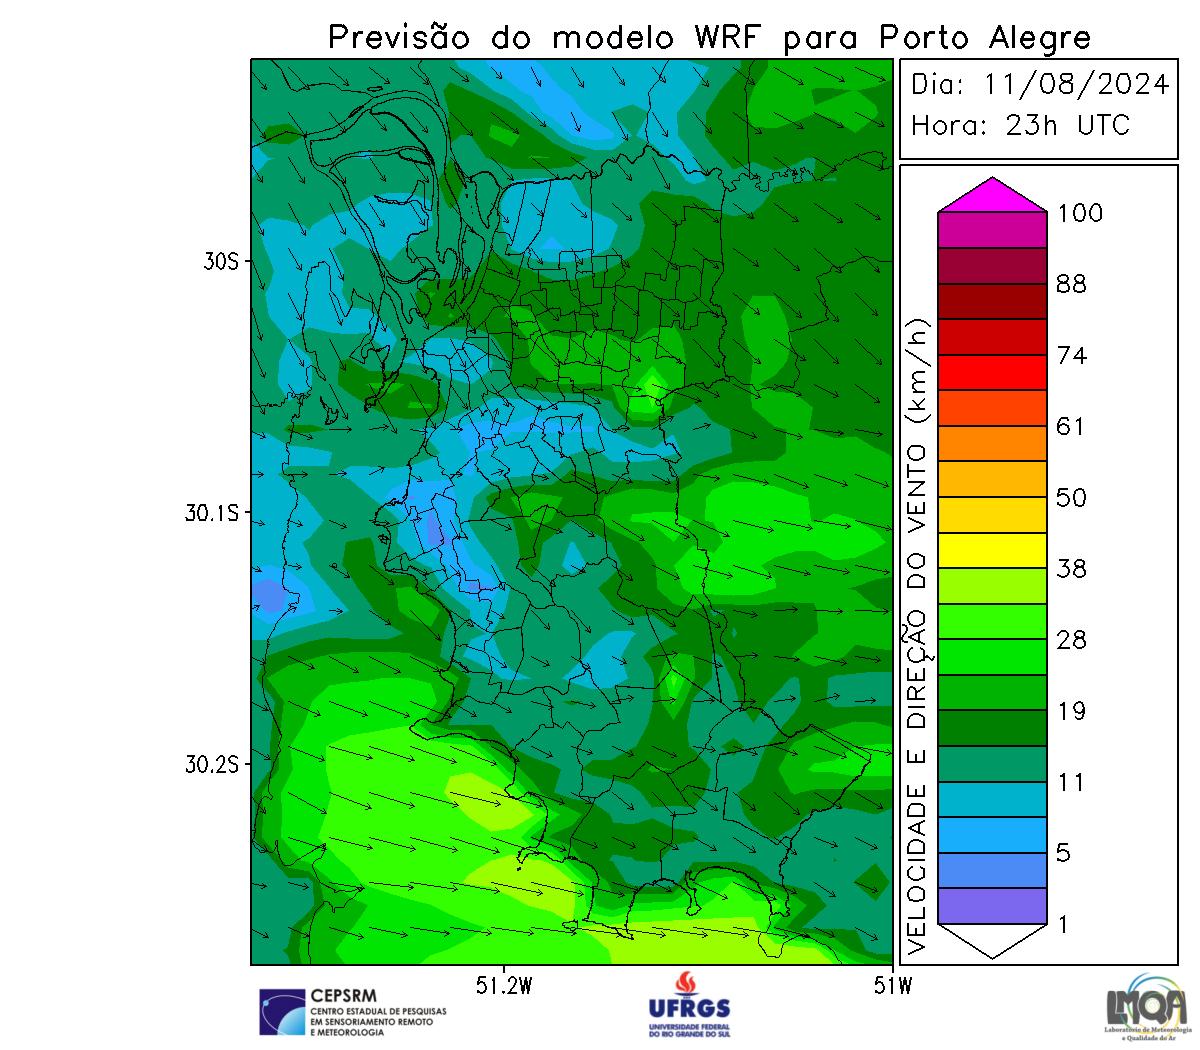 Previsão do modelo WRF para Porto Alegre
Dia: 11/08/2024
Hora: 23h UTC
30S
30.1S
30.2S
51.2W
51W
VELOCIDADE E DIREÇÃO DO VENTO (km/h)
100
88
74
61
50
38
28
19
11
5
1
CEPSRM
CENTRO ESTADUAL DE PESQUISAS
EM SENSORIAMENTO REMOTO
E METEOROLOGIA
UFRGS
UNIVERSIDADE FEDERAL
DO RIO GRANDE DO SUL
LMQA
Laboratório de Meteorologia
e Qualidade do Ar